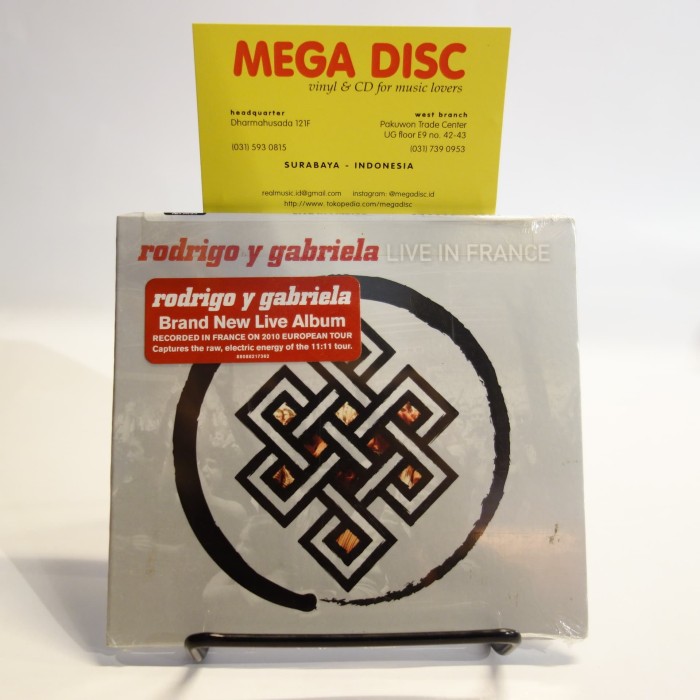 MEGA DISC
vinyl & CD for music lovers
headquarter
Dharmahusada 121F
(031) 593 0815
west branch
Pakuwon Trade Center
UG floor E9 no. 42-43
(031) 739 0953
SURABAYA - INDONESIA
realmusic.id@gmail.com instagram: @megadisc.id
http://www.tokopedia.com/megadisc
rodrigo y gabriela LIVE IN FRANCE
rodrigo y gabriela
Brand New Live Album
RECORDED IN FRANCE ON 2010 EUROPEAN TOUR
Captures the raw, electric energy of the 11:11 tour.